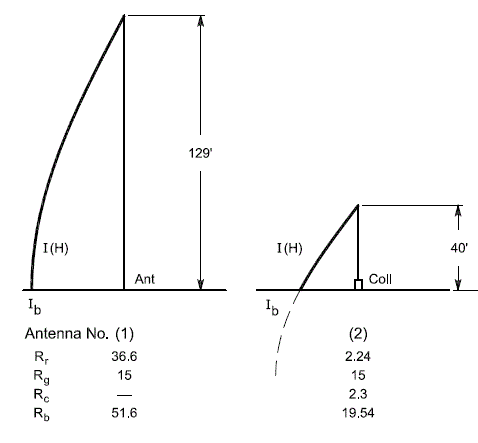 129'
I(H)
Ant
I(H)
Coll
40'
I_b
I_b
Antenna No. (1) (2)
R_r 36.6 2.24
R_g 15 15
R_c — 2.3
R_b 51.6 19.54